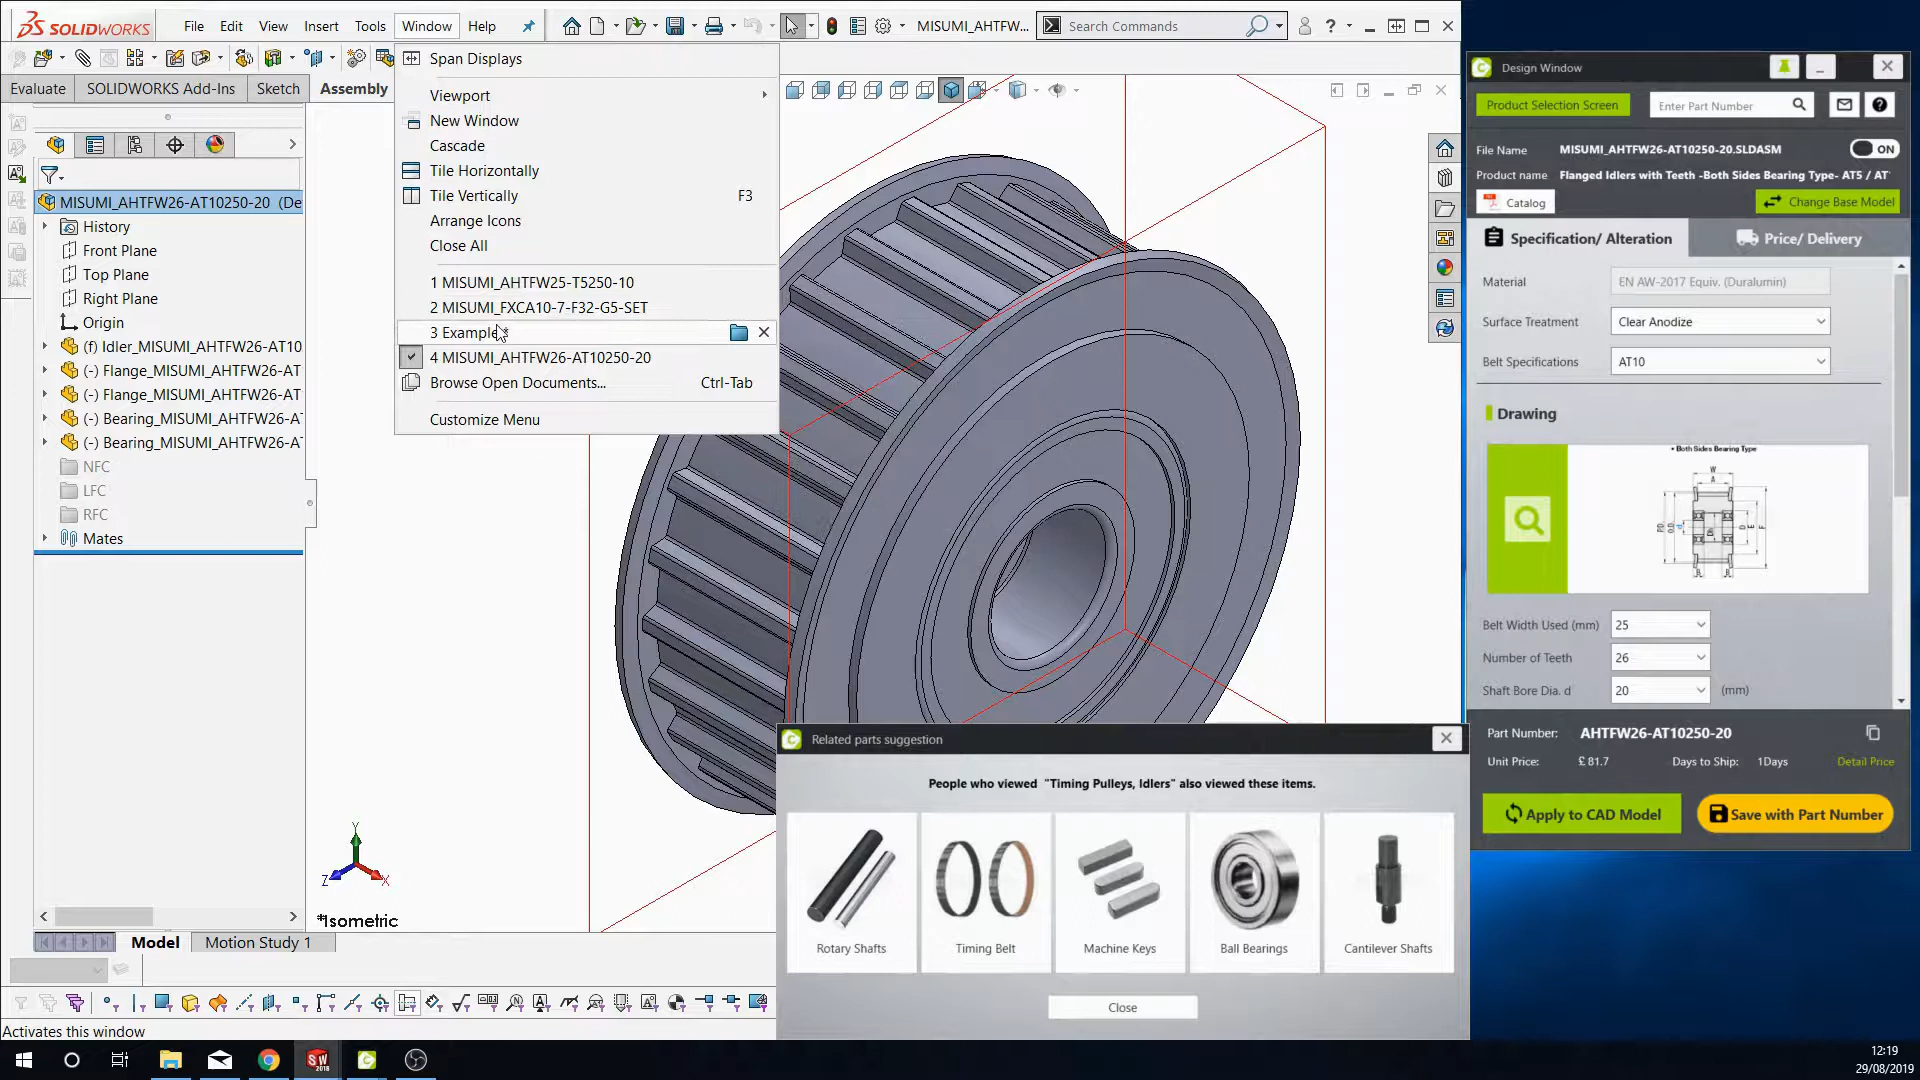 SOLIDWORKS
File Edit View Insert Tools Window Help
MISUMI_AHTFW...
Search Commands
Evaluate SOLIDWORKS Add-Ins Sketch Assembly
MISUMI_AHTFW26-AT10250-20 (De
History
Front Plane
Top Plane
Right Plane
Origin
(f) Idler_MISUMI_AHTFW26-AT10
(-) Flange_MISUMI_AHTFW26-AT
(-) Flange_MISUMI_AHTFW26-AT
(-) Bearing_MISUMI_AHTFW26-AT
(-) Bearing_MISUMI_AHTFW26-AT
NFC
LFC
RFC
Mates
Span Displays
Viewport
New Window
Cascade
Tile Horizontally
Tile Vertically F3
Arrange Icons
Close All
1 MISUMI_AHTFW25-T5250-10
2 MISUMI_FXCA10-7-F32-G5-SET
3 Example *
4 MISUMI_AHTFW26-AT10250-20
Browse Open Documents... Ctrl-Tab
Customize Menu
Y
Z
X
*Isometric
Model Motion Study 1
Activates this window
Design Window
Product Selection Screen Enter Part Number
File Name MISUMI_AHTFW26-AT10250-20.SLDASM ON
Product name Flanged Idlers with Teeth -Both Sides Bearing Type- AT5 / AT
Catalog Change Base Model
Specification/ Alteration Price/ Delivery
Material EN AW-2017 Equiv. (Duralumin)
Surface Treatment Clear Anodize
Belt Specifications AT10
Drawing
• Both Sides Bearing Type
W
A
Belt Width Used (mm) 25
Number of Teeth 26
Shaft Bore Dia. d 20 (mm)
Part Number: AHTFW26-AT10250-20
Unit Price: £ 81.7 Days to Ship: 1Days Detail Price
Apply to CAD Model Save with Part Number
Related parts suggestion
People who viewed "Timing Pulleys, Idlers" also viewed these items.
Rotary Shafts Timing Belt Machine Keys Ball Bearings Cantilever Shafts
Close
SW
2018
12:19
29/08/2019